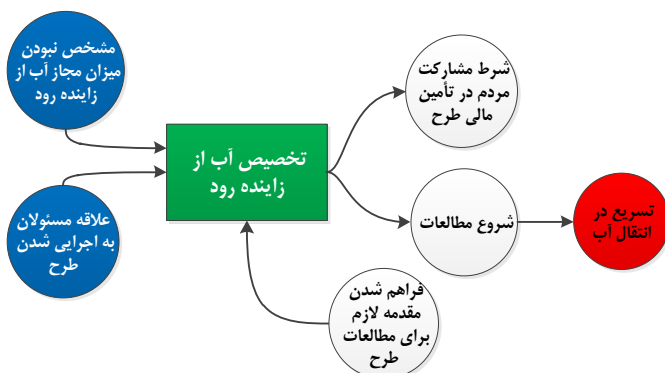 مشخص نبودن
میزان مجاز آب از
زاینده رود
علاقه مسئولان
به اجرایی شدن
طرح
تخصیص آب از
زاینده رود
فراهم شدن
مقدمه لازم
برای مطالعات
طرح
شرط مشارکت
مردم در تأمین
مالی طرح
شروع مطالعات
تسریع در
انتقال آب